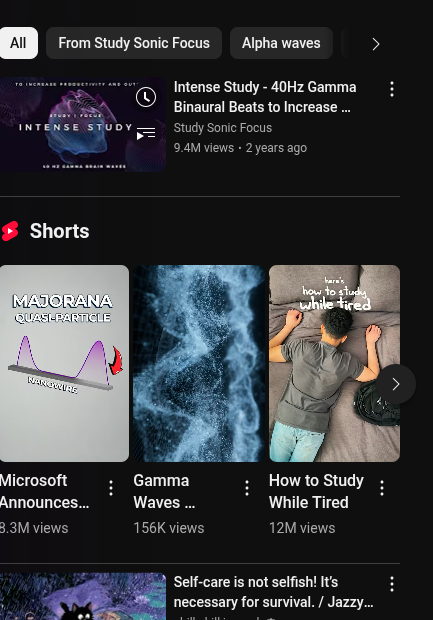 All
From Study Sonic Focus
Alpha waves
TO INCREASE PRODUCTIVITY AND OUT
STUDY | FOCUS
INTENSE STUDY
40 HZ GAMMA BRAIN WAVES
Intense Study - 40Hz Gamma
Binaural Beats to Increase ...
Study Sonic Focus
9.4M views • 2 years ago
Shorts
MAJORANA
QUASI-PARTICLE
NANOWIRE
here's
how to study
while tired
Microsoft
Announces...
8.3M views
Gamma
Waves ...
156K views
How to Study
While Tired
12M views
Self-care is not selfish! It's
necessary for survival. / Jazzy...